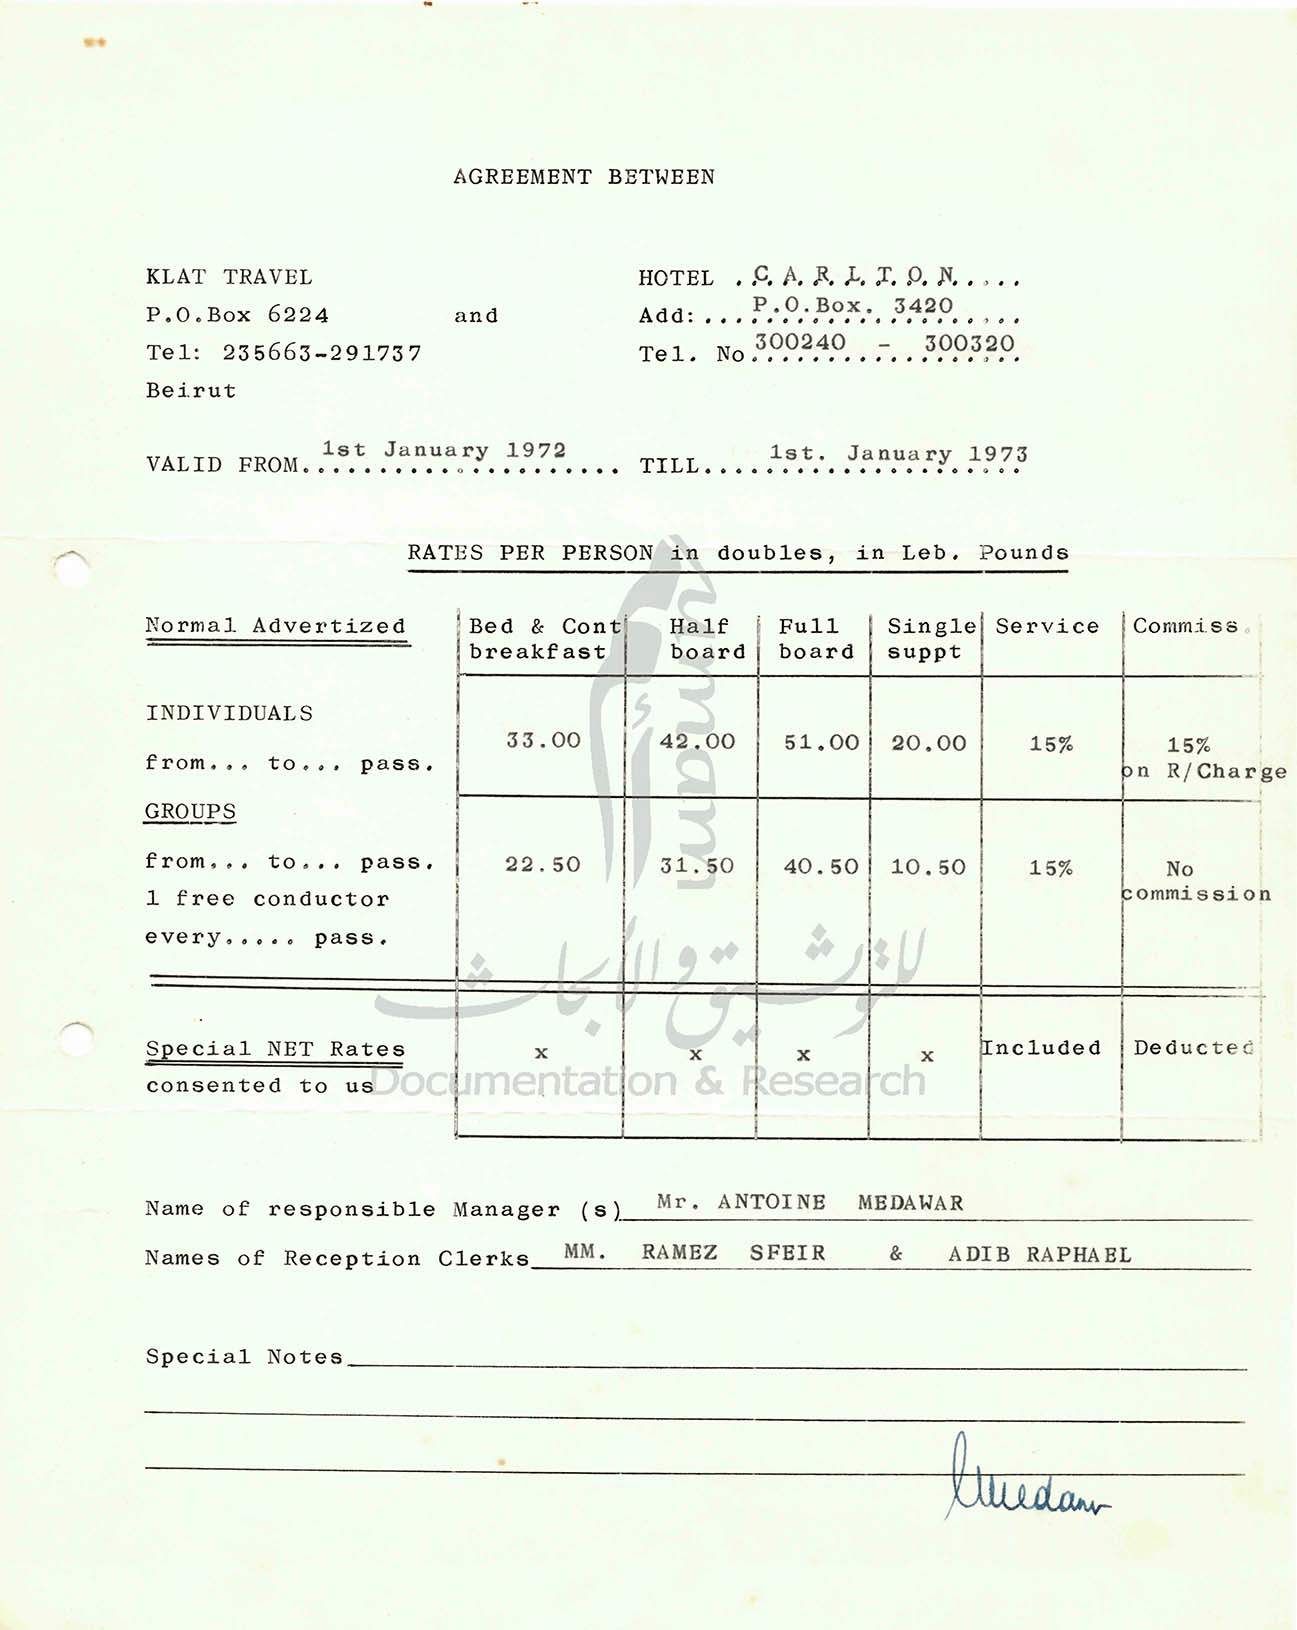 AGREEMENT BETWEEN
KLAT TRAVEL
P.O.Box 6224 and
Tel: 235663-291737
Beirut
HOTEL .C.A.R.L.T.O.N.....
Add:... P.O.Box. 3420
Tel. No. 300240 - 300320
VALID FROM 1st January 1972 TILL 1st. January 1973
RATES PER PERSON in doubles, in Leb. Pounds
Normal Advertized Bed & Cont breakfast Half board Full board Single suppt Service Commiss.
INDIVIDUALS
from... to... pass. 33.00 42.00 51.00 20.00 15% 15% on R/Charge
GROUPS
from... to... pass. 22.50 31.50 40.50 10.50 15% No commission
1 free conductor
every..... pass.
Special NET Rates x x x x Included Deducted
consented to us
Name of responsible Manager (s) Mr. ANTOINE MEDAWAR
Names of Reception Clerks MM. RAMEZ SFEIR & ADIB RAPHAEL
Special Notes
umam
أمم
للتوثيق والأبحاث
Documentation & Research